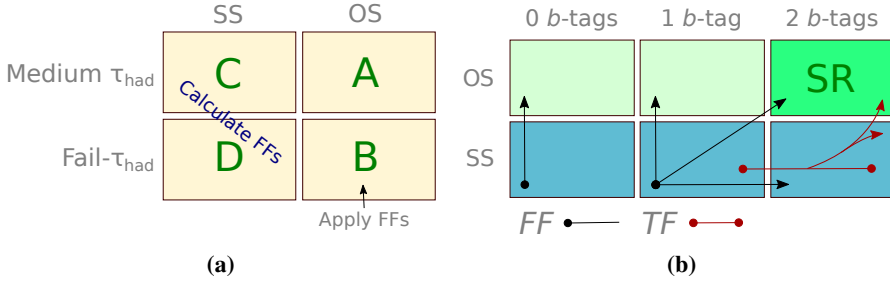 SS OS
Medium τhad C A
Calculate FFs
Fail-τhad D B
Apply FFs
(a)
0 b-tags 1 b-tag 2 b-tags
OS SR
SS
FF TF
(b)